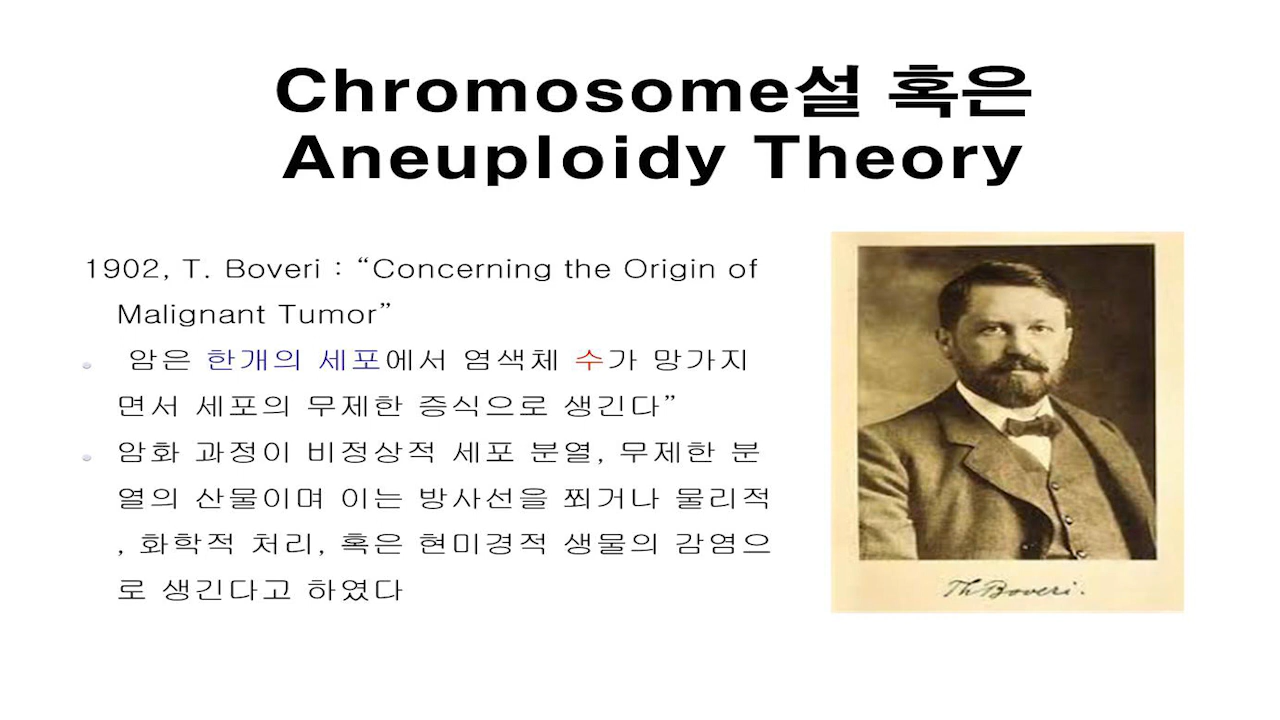 Chromosome설 혹은
Aneuploidy Theory
1902, T. Boveri : “Concerning the Origin of
Malignant Tumor”
암은 한개의 세포에서 염색체 수가 망가지
면서 세포의 무제한 증식으로 생긴다”
암화 과정이 비정상적 세포 분열, 무제한 분
열의 산물이며 이는 방사선을 쬐거나 물리적
, 화학적 처리, 혹은 현미경적 생물의 감염으
로 생긴다고 하였다
Th Boveri.